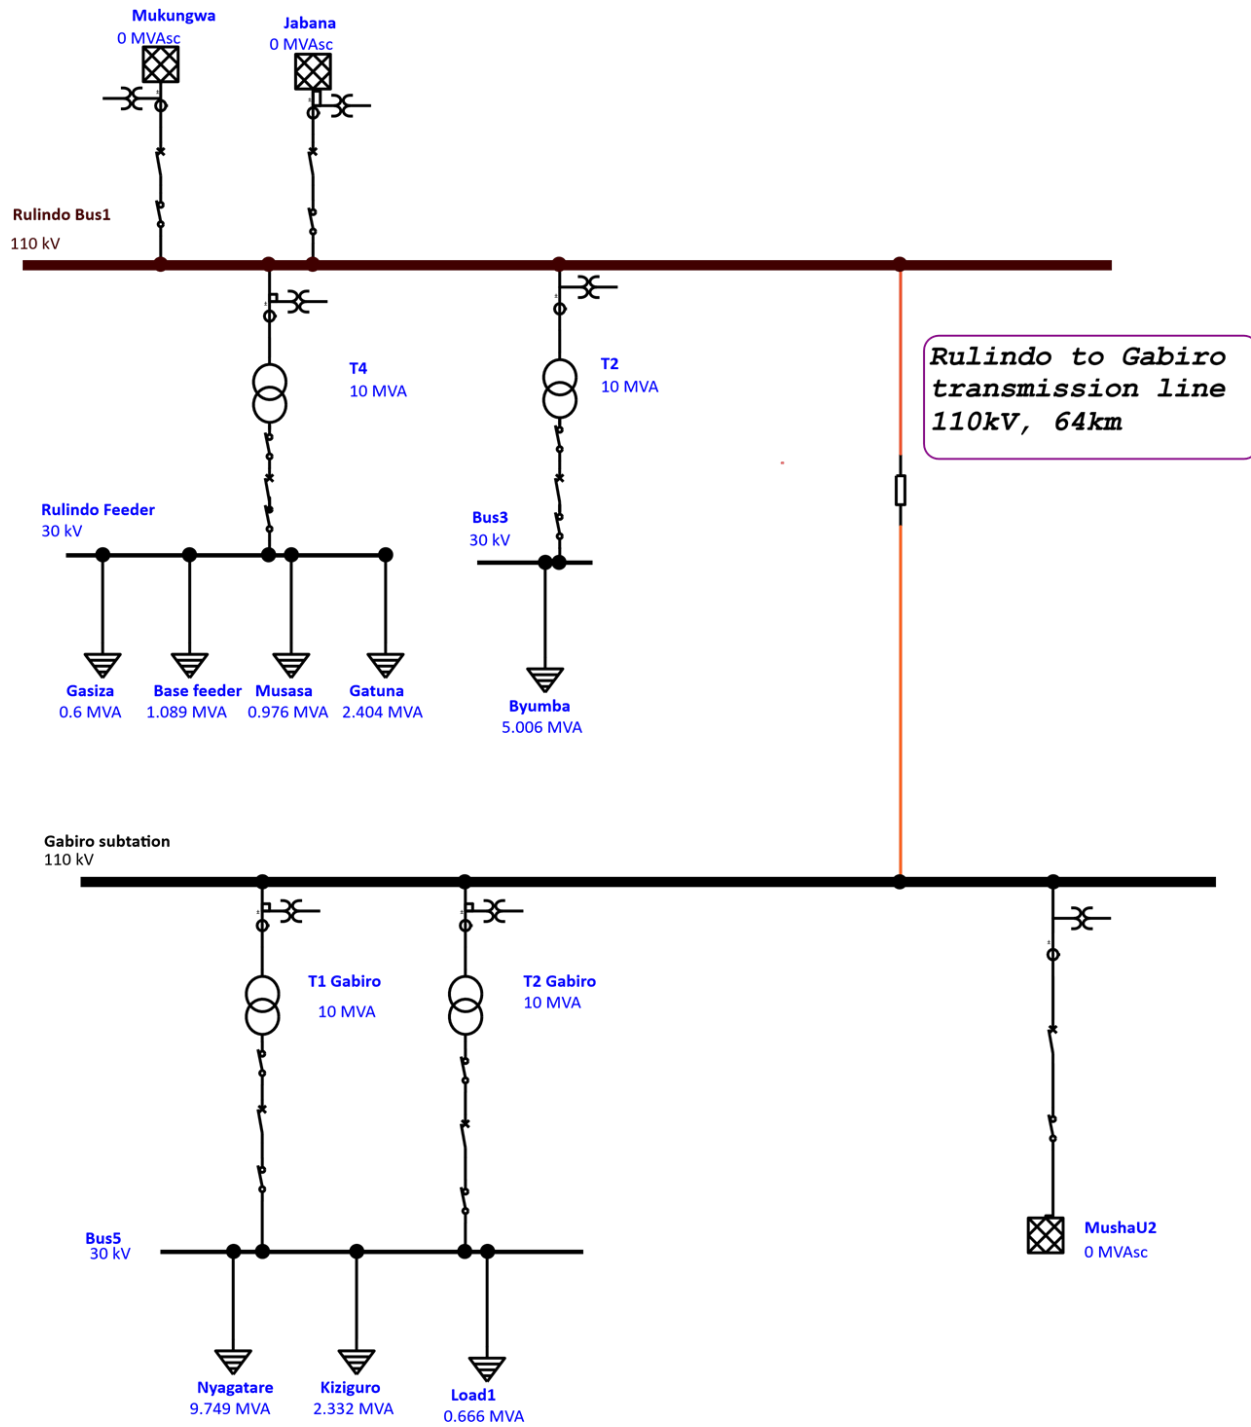 Mukungwa
0 MVAsc
Jabana
0 MVAsc
Rulindo Bus1
110 kV
T4
10 MVA
T2
10 MVA
Rulindo to Gabiro
transmission line
110kV, 64km
Rulindo Feeder
30 kV
Bus3
30 kV
Gasiza
0.6 MVA
Base feeder
1.089 MVA
Musasa
0.976 MVA
Gatuna
2.404 MVA
Byumba
5.006 MVA
Gabiro subtation
110 kV
T1 Gabiro
10 MVA
T2 Gabiro
10 MVA
Bus5
30 kV
MushaU2
0 MVAsc
Nyagatare
9.749 MVA
Kiziguro
2.332 MVA
Load1
0.666 MVA